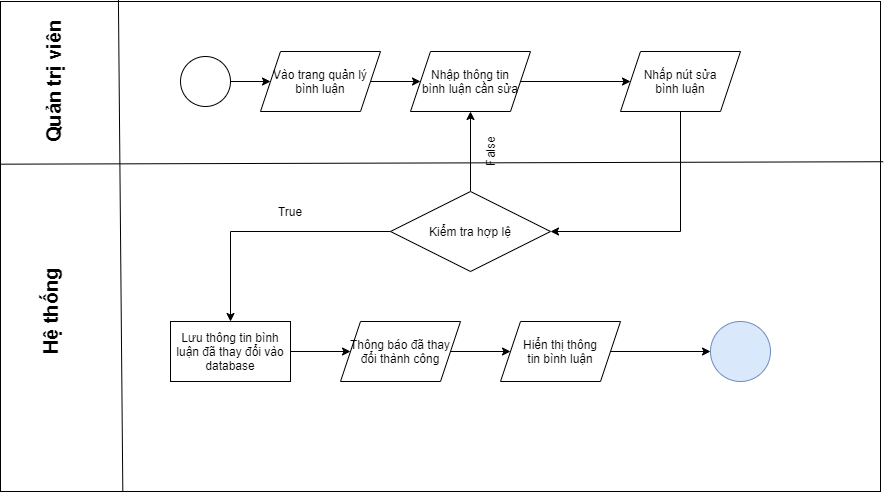 Quản trị viên
Vào trang quản lý
bình luận
Nhập thông tin
bình luận cần sửa
Nhấp nút sửa
bình luận
False
Hệ thống
True
Kiểm tra hợp lệ
Lưu thông tin bình
luận đã thay đổi vào
database
Thông báo đã thay
đổi thành công
Hiển thị thông
tin bình luận